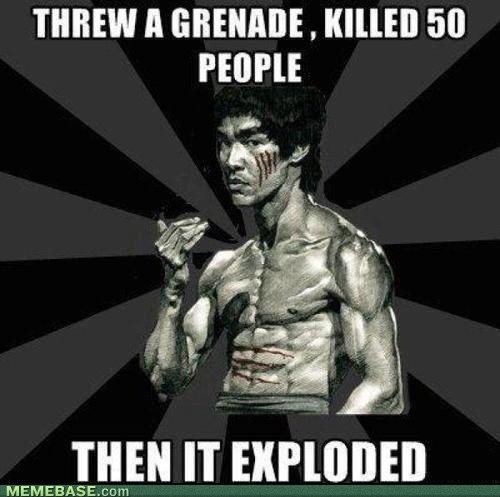 THREW A GRENADE , KILLED 50
PEOPLE
THEN IT EXPLODED
MEMEBASE.com